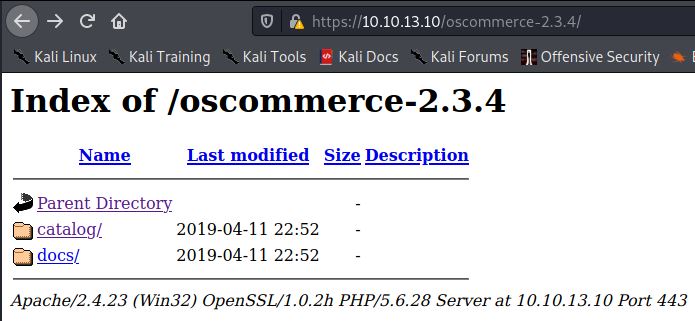 https://10.10.13.10/oscommerce-2.3.4/
Kali Linux Kali Training Kali Tools Kali Docs Kali Forums Offensive Security
Index of /oscommerce-2.3.4
Name Last modified Size Description
Parent Directory -
catalog/ 2019-04-11 22:52 -
docs/ 2019-04-11 22:52 -
Apache/2.4.23 (Win32) OpenSSL/1.0.2h PHP/5.6.28 Server at 10.10.13.10 Port 443